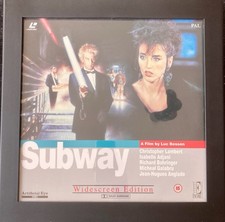 PAL
A Film by Luc Besson
Subway
Christopher Lambert
Isabelle Adjani
Richard Bohringer
Michel Galabru
Jean-Hugues Anglade
Widescreen Edition